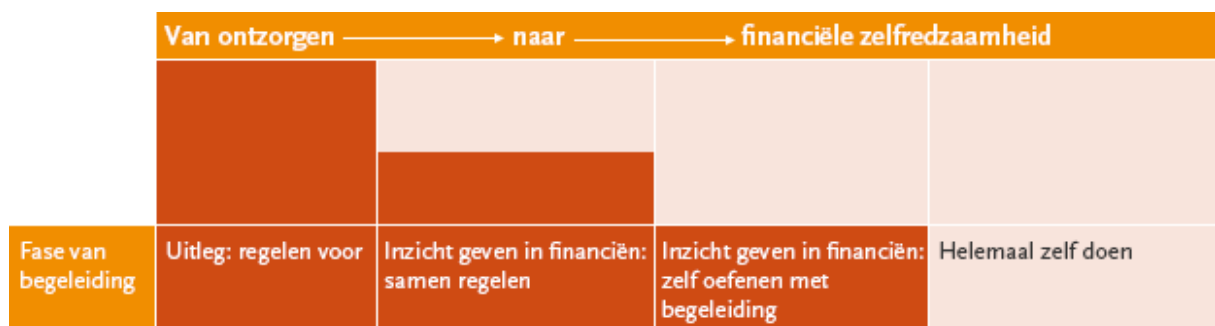 Van ontzorgen naar financiële zelfredzaamheid
Fase van
begeleiding
Uitleg: regelen voor
Inzicht geven in financiën:
samen regelen
Inzicht geven in financiën:
zelf oefenen met
begeleiding
Helemaal zelf doen